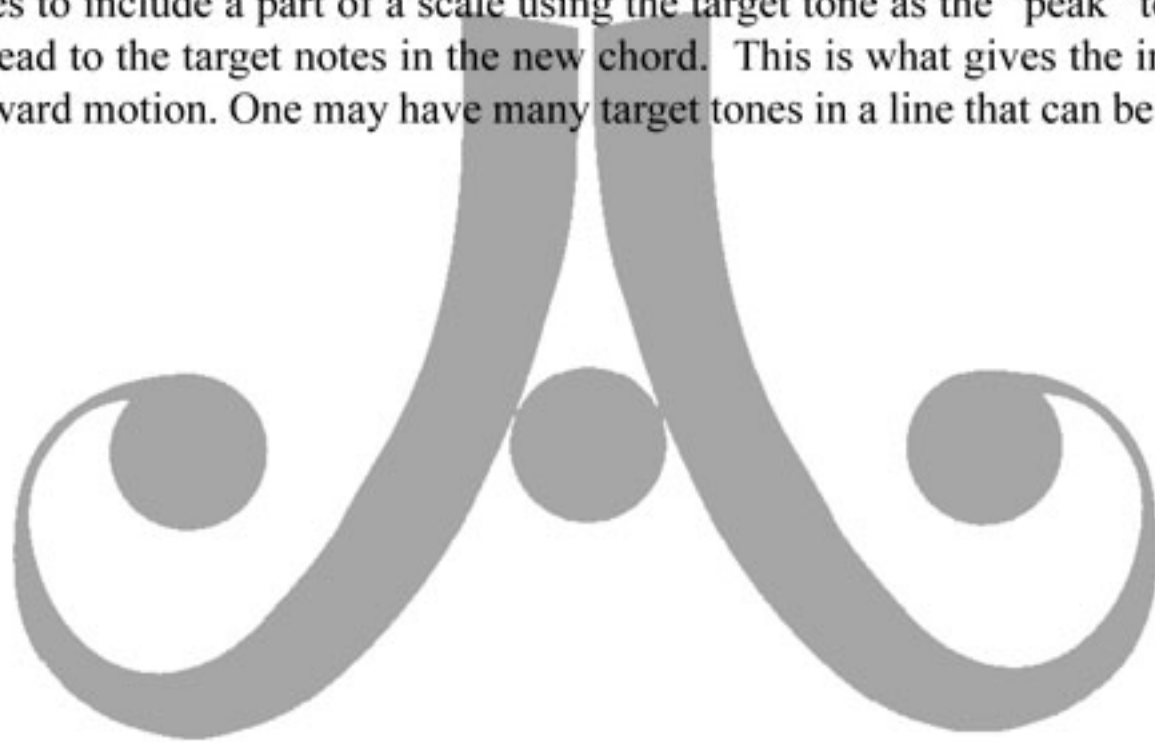 es to include a part of a scale using the target tone as the "peak" to
ead to the target notes in the new chord. This is what gives the in
ward motion. One may have many target tones in a line that can be